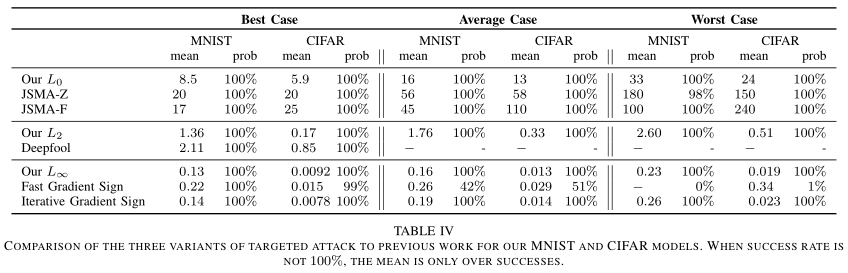 Best Case Average Case Worst Case
MNIST CIFAR MNIST CIFAR MNIST CIFAR
mean prob mean prob mean prob mean prob mean prob mean prob
Our L0 8.5 100% 5.9 100% 16 100% 13 100% 33 100% 24 100%
JSMA-Z 20 100% 20 100% 56 100% 58 100% 180 98% 150 100%
JSMA-F 17 100% 25 100% 45 100% 110 100% 100 100% 240 100%
Our L2 1.36 100% 0.17 100% 1.76 100% 0.33 100% 2.60 100% 0.51 100%
Deepfool 2.11 100% 0.85 100% − - − - − - − -
Our L∞ 0.13 100% 0.0092 100% 0.16 100% 0.013 100% 0.23 100% 0.019 100%
Fast Gradient Sign 0.22 100% 0.015 99% 0.26 42% 0.029 51% − 0% 0.34 1%
Iterative Gradient Sign 0.14 100% 0.0078 100% 0.19 100% 0.014 100% 0.26 100% 0.023 100%
TABLE IV
COMPARISON OF THE THREE VARIANTS OF TARGETED ATTACK TO PREVIOUS WORK FOR OUR MNIST AND CIFAR MODELS. WHEN SUCCESS RATE IS
NOT 100%, THE MEAN IS ONLY OVER SUCCESSES.